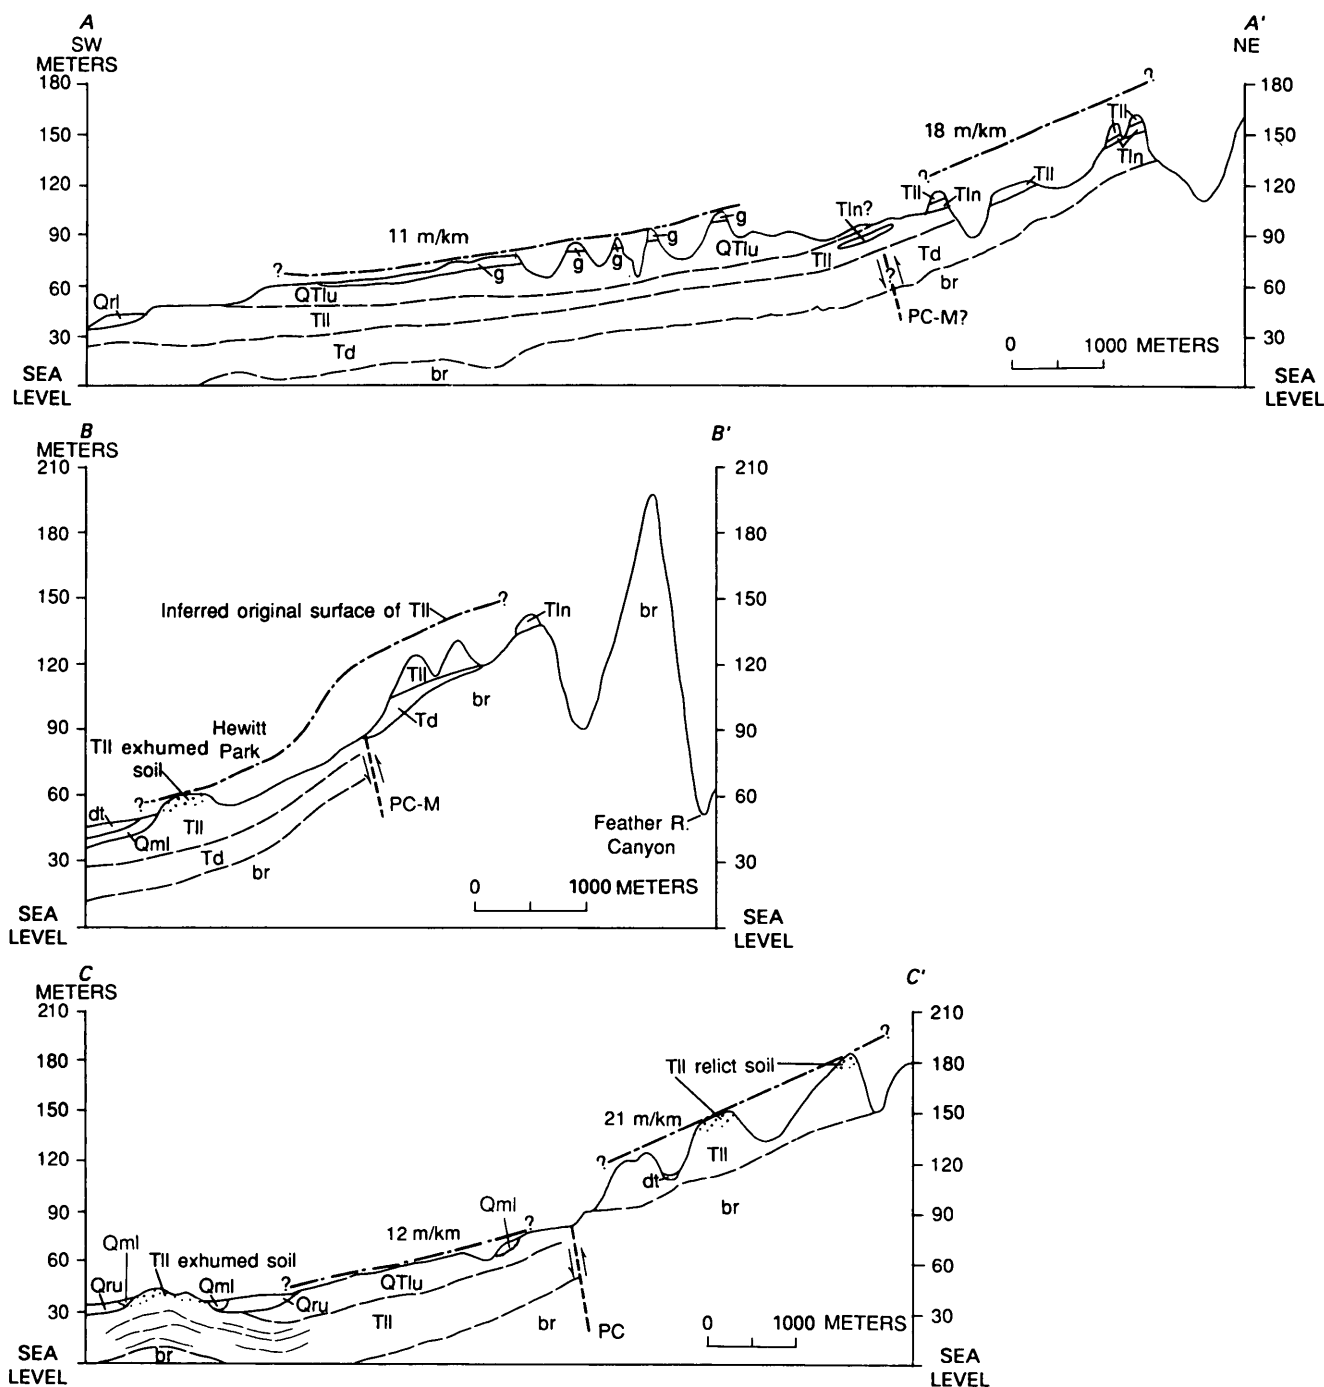 A
SW
METERS
A'
NE
180
150
120
90
60
30
SEA
LEVEL
180
150
120
90
60
30
SEA
LEVEL
?
18 m/km
?
Tll
Tln
Tll
Tln
Tll
Tln?
11 m/km
?
g
g
g
g
g
QTlu
QTlu
Qrl
Tll
Tll
Td
Td
br
br
?
PC-M?
0 1000 METERS
B
METERS
B'
210
180
150
120
90
60
30
SEA
LEVEL
210
180
150
120
90
60
30
SEA
LEVEL
Inferred original surface of Tll
?
Tln
br
Tll
br
Td
Hewitt
Park
Tll exhumed
soil
?
dt
Qml
Tll
Td
br
PC-M
Feather R.
Canyon
0 1000 METERS
C
METERS
C'
210
180
150
120
90
60
30
SEA
LEVEL
210
180
150
120
90
60
30
SEA
LEVEL
?
Tll relict soil
21 m/km
?
Tll
dt
br
Qml
?
12 m/km
Qml
Tll exhumed soil
Qru
Qml
?
Qru
QTlu
Tll
br
br
PC
0 1000 METERS